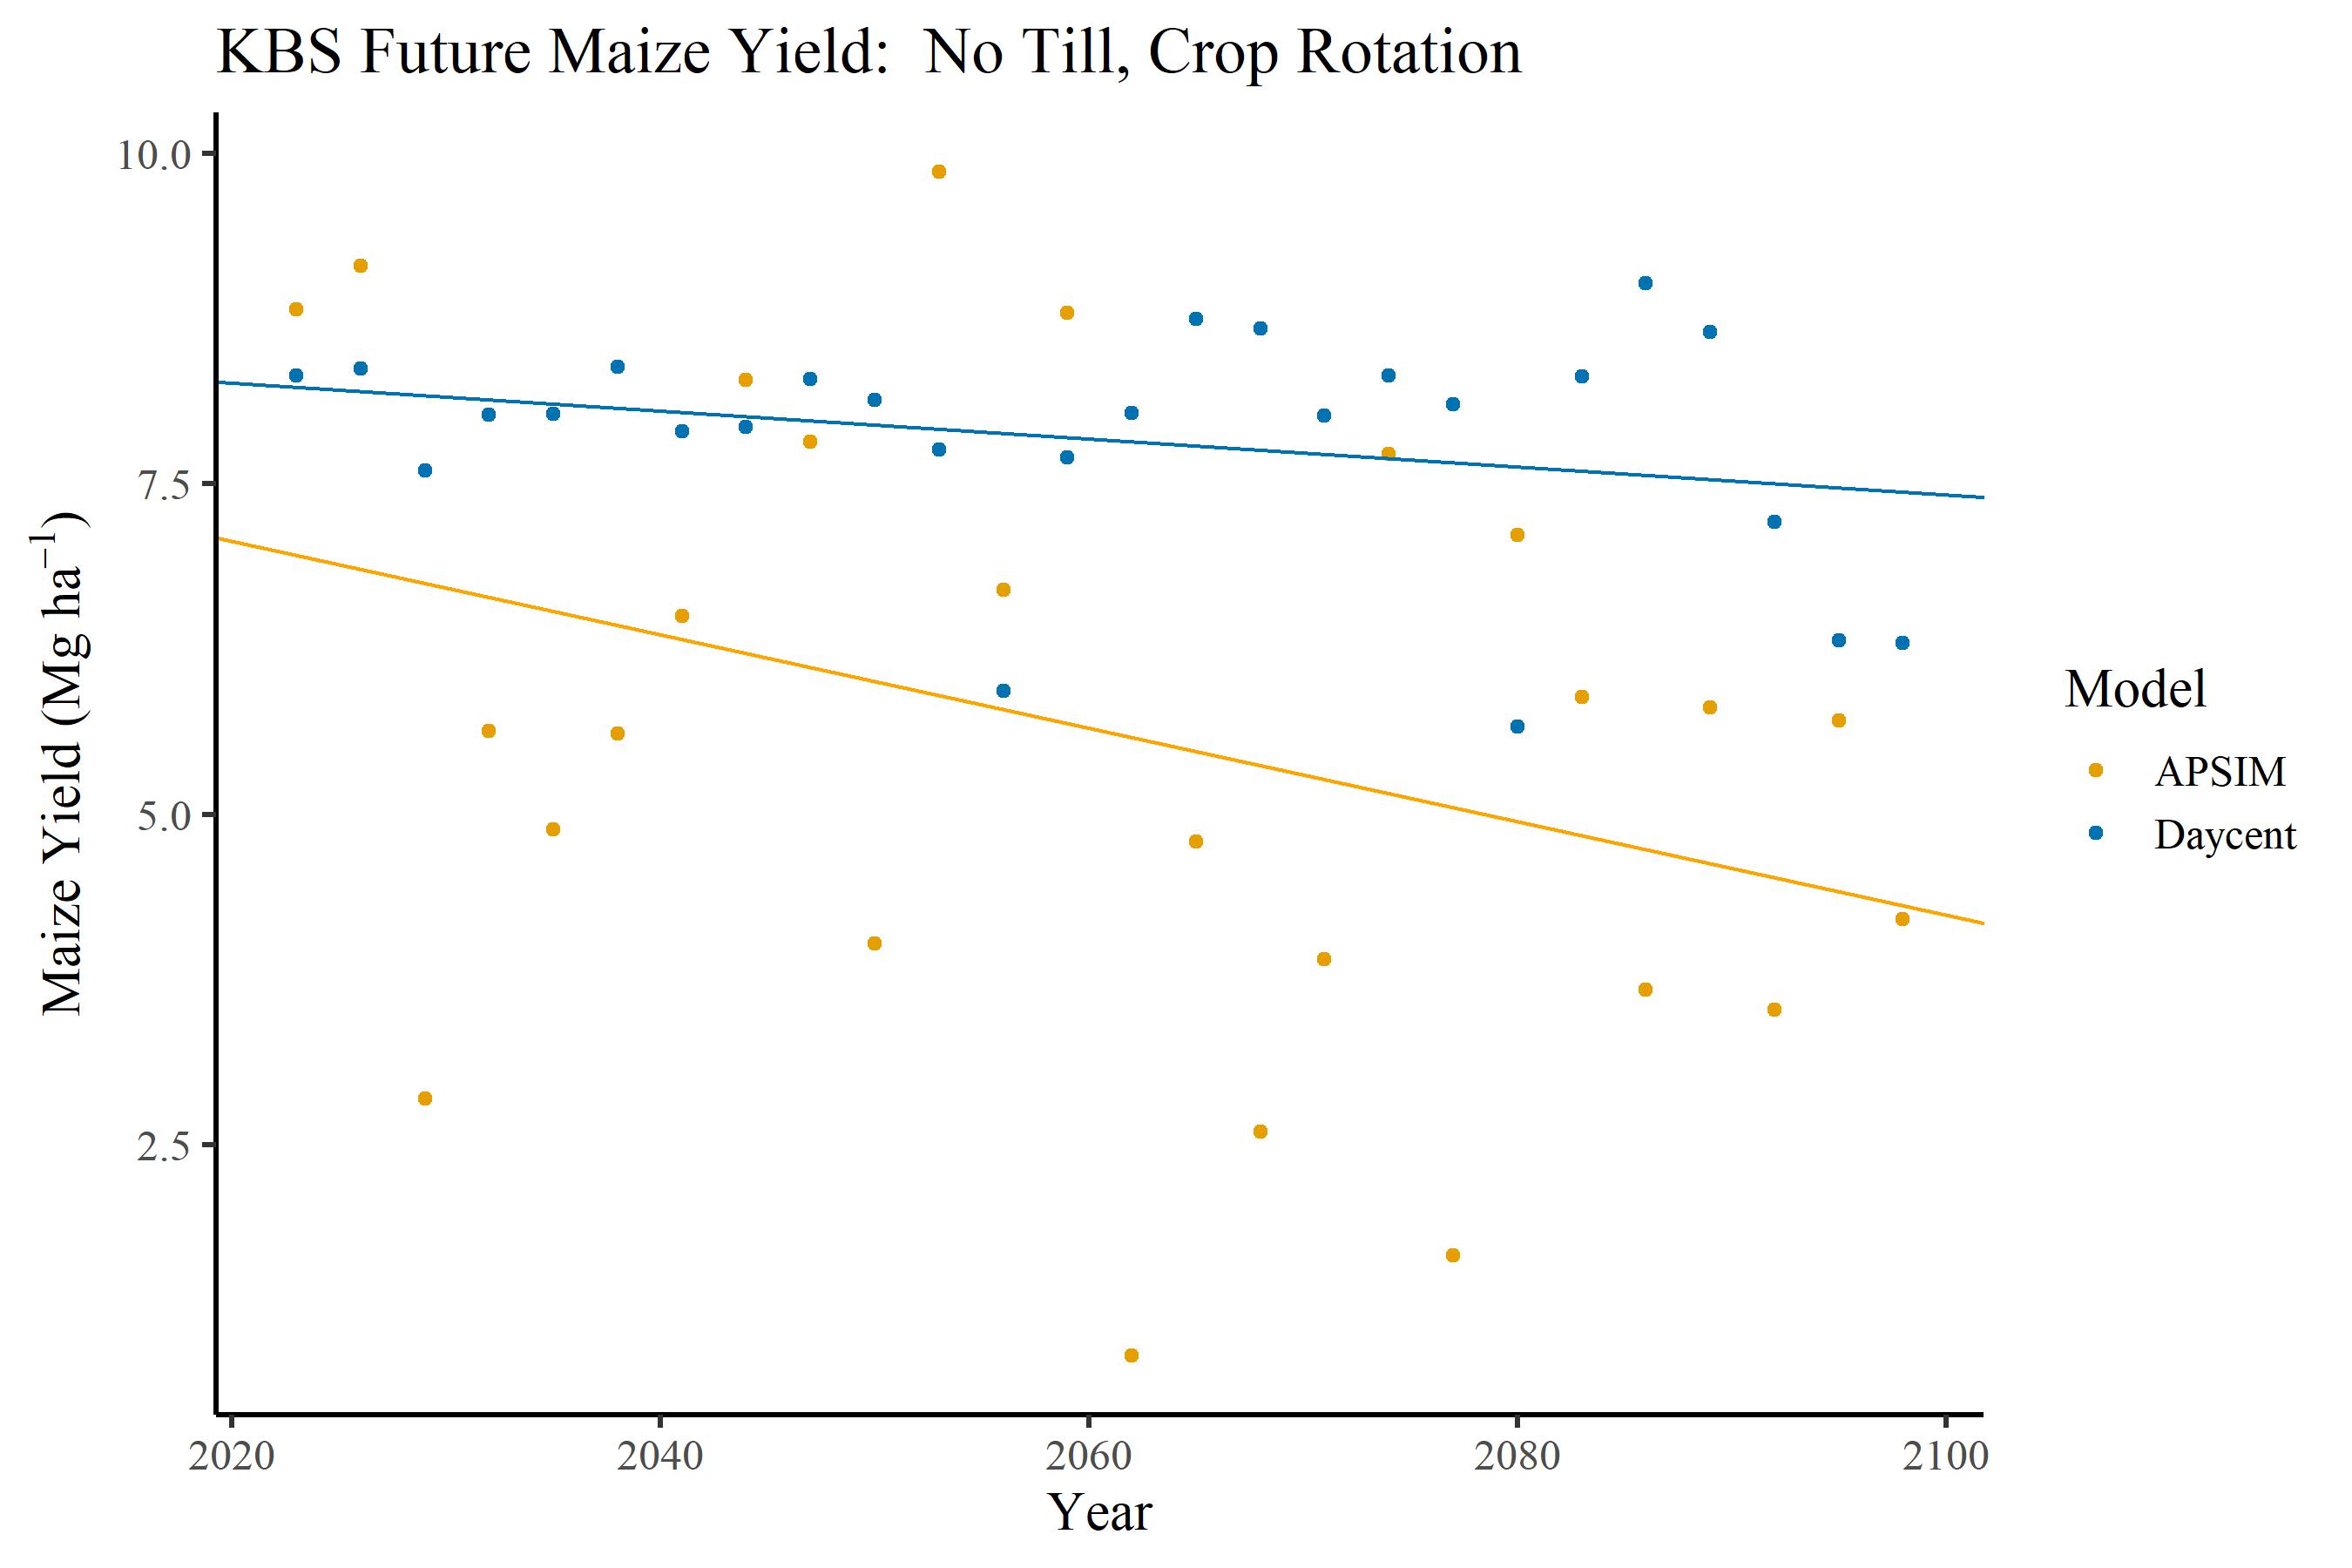 KBS Future Maize Yield:  No Till, Crop Rotation
10.0
7.5
5.0
2.5
Maize Yield (Mg ha⁻¹)
2020 2040 2060 2080 2100
Year
Model
APSIM
Daycent